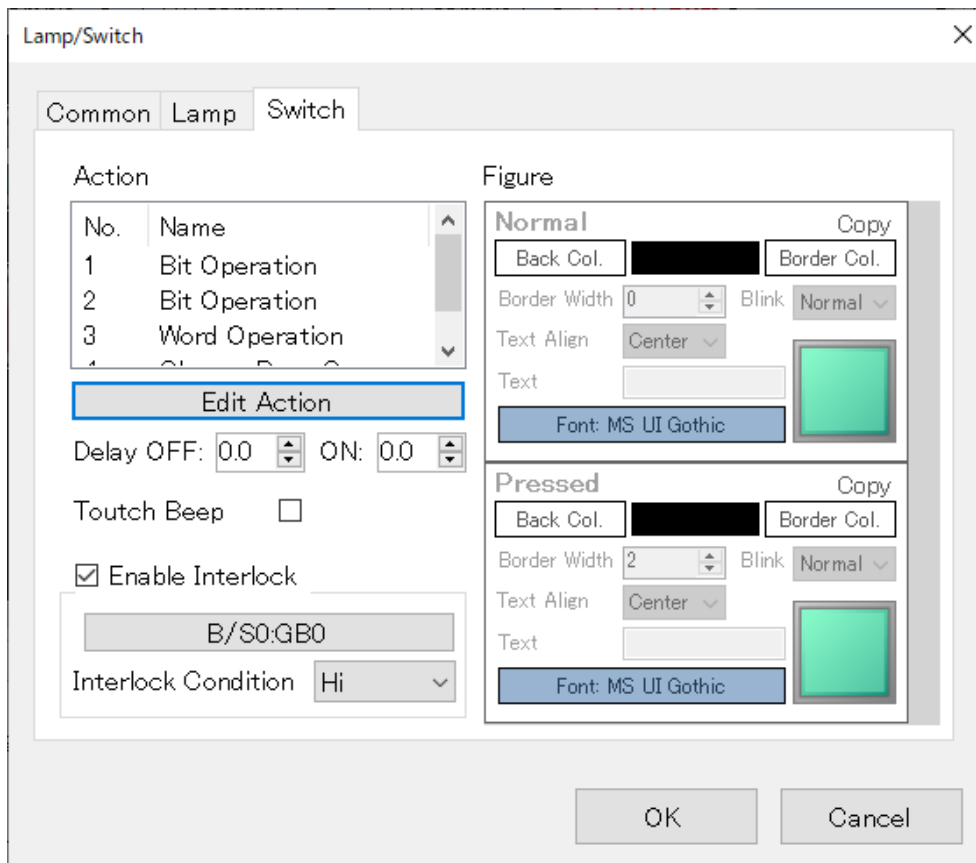 Lamp/Switch
Common Lamp Switch
Action
No. Name
1 Bit Operation
2 Bit Operation
3 Word Operation
Edit Action
Delay OFF: 0.0 ON: 0.0
Toutch Beep
Enable Interlock
B/S0:GB0
Interlock Condition Hi
Figure
Normal Copy
Back Col. Border Col.
Border Width 0 Blink Normal
Text Align Center
Text
Font: MS UI Gothic
Pressed Copy
Back Col. Border Col.
Border Width 2 Blink Normal
Text Align Center
Text
Font: MS UI Gothic
OK Cancel